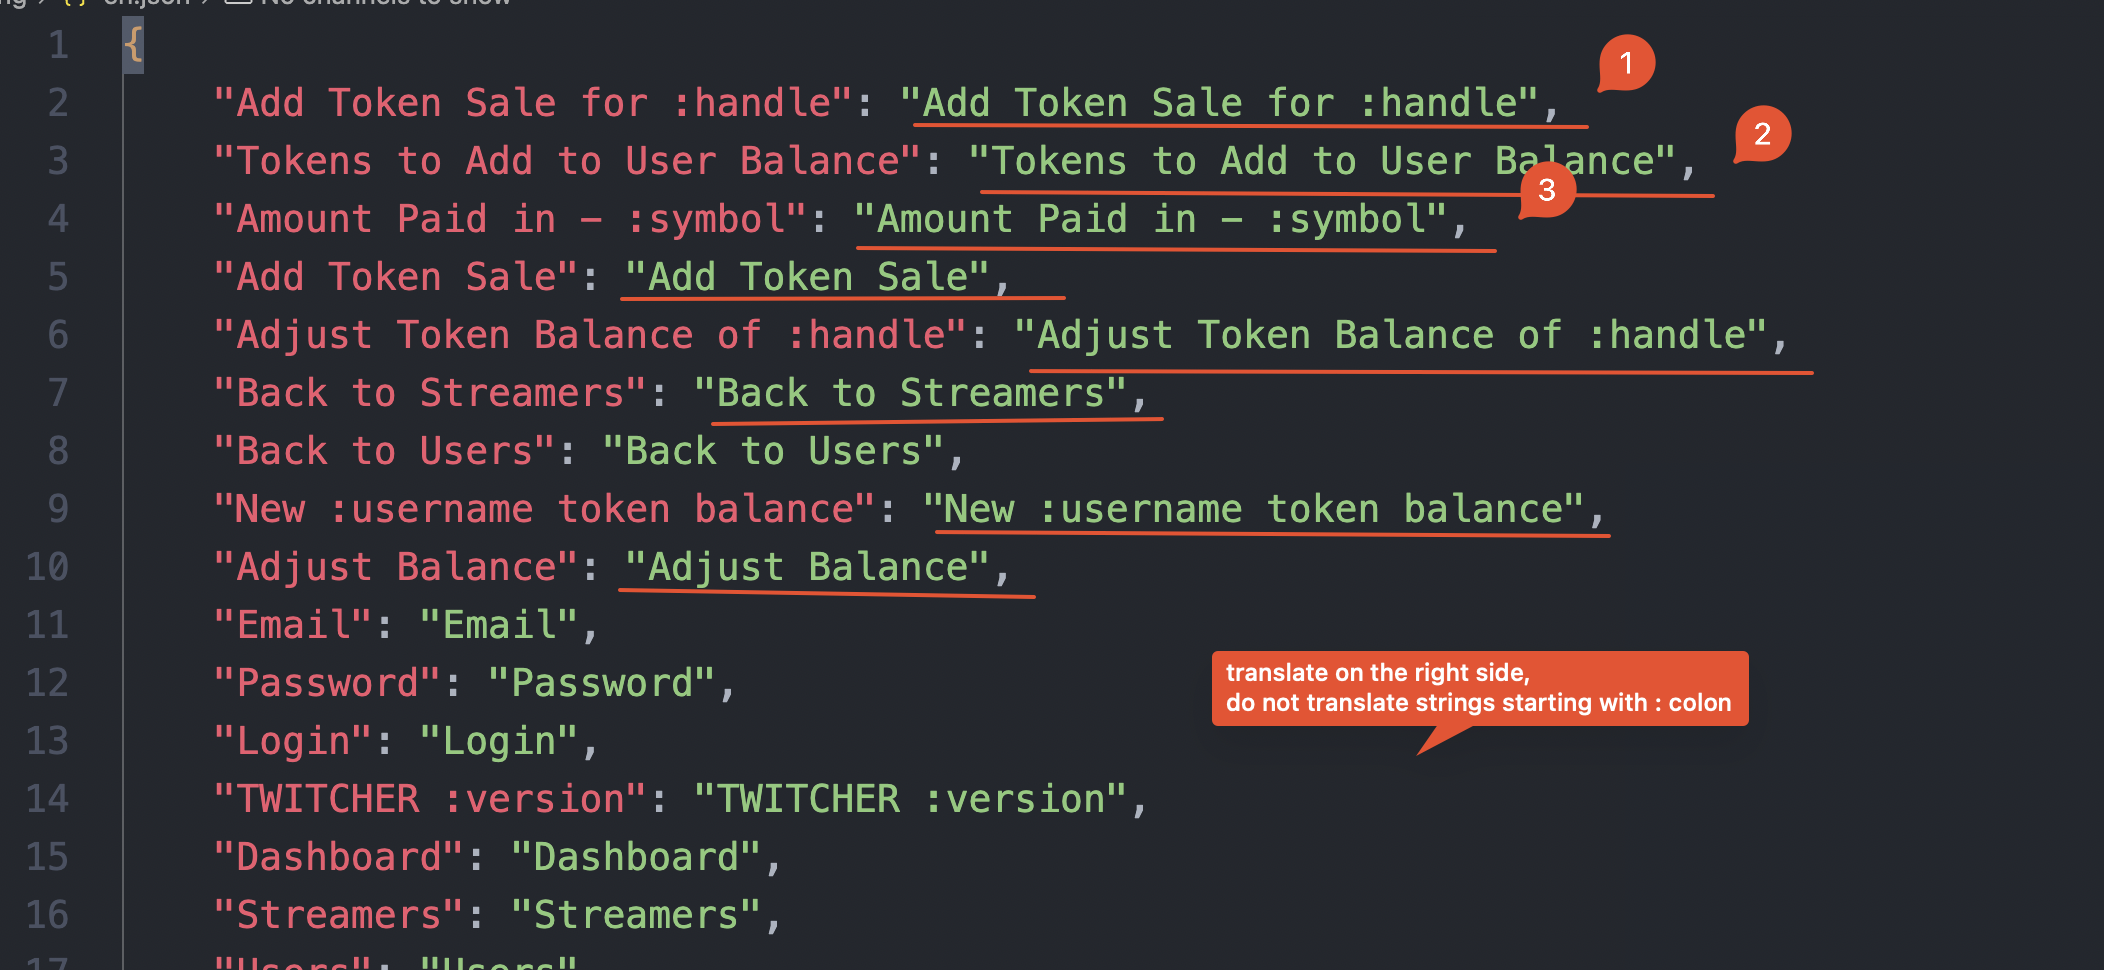 en.json No channels to show
1 {
1
2 "Add Token Sale for :handle": "Add Token Sale for :handle",
2
3 "Tokens to Add to User Balance": "Tokens to Add to User Balance",
3
4 "Amount Paid in – :symbol": "Amount Paid in – :symbol",
5 "Add Token Sale": "Add Token Sale",
6 "Adjust Token Balance of :handle": "Adjust Token Balance of :handle",
7 "Back to Streamers": "Back to Streamers",
8 "Back to Users": "Back to Users",
9 "New :username token balance": "New :username token balance",
10 "Adjust Balance": "Adjust Balance",
11 "Email": "Email",
12 "Password": "Password",
translate on the right side,
do not translate strings starting with : colon
13 "Login": "Login",
14 "TWITCHER :version": "TWITCHER :version",
15 "Dashboard": "Dashboard",
16 "Streamers": "Streamers",
17 "Users": "Users"